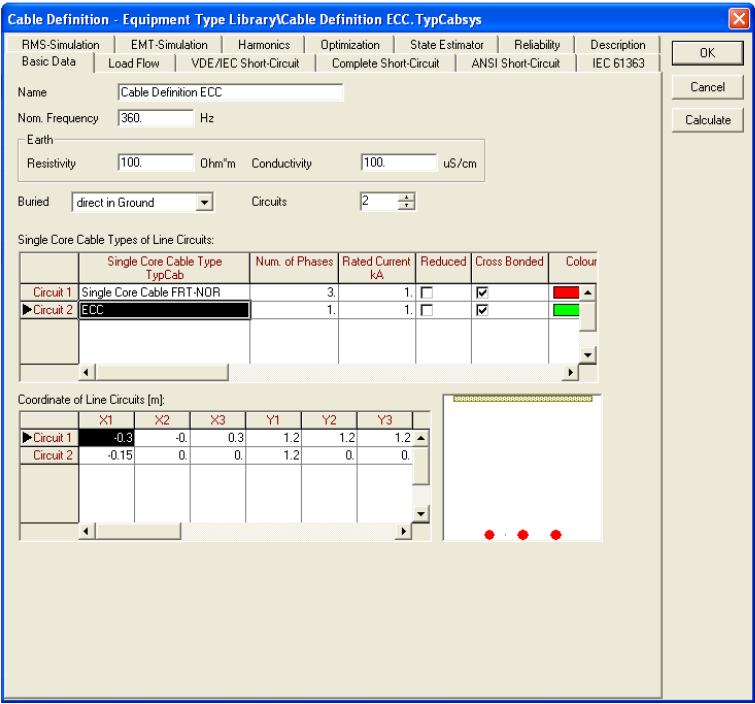 Cable Definition - Equipment Type Library\Cable Definition ECC.TypCabsys
RMS-Simulation EMT-Simulation Harmonics Optimization State Estimator Reliability Description
Basic Data Load Flow VDE/IEC Short-Circuit Complete Short-Circuit ANSI Short-Circuit IEC 61363
OK
Cancel
Calculate
Name Cable Definition ECC
Nom. Frequency 360. Hz
Earth
Resistivity 100. Ohm*m Conductivity 100. uS/cm
Buried direct in Ground Circuits 2
Single Core Cable Types of Line Circuits:
Single Core Cable Type Num. of Phases Rated Current Reduced Cross Bonded Colour
TypCab kA
Circuit 1 Single Core Cable FRT-NOR 3. 1.
Circuit 2 ECC 1. 1.
Coordinate of Line Circuits [m]:
X1 X2 X3 Y1 Y2 Y3
Circuit 1 -0.3 -0. 0.3 1.2 1.2 1.2
Circuit 2 -0.15 0. 0. 1.2 0. 0.